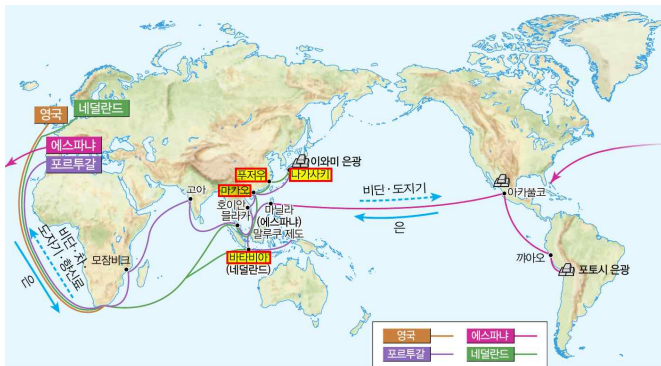 영국
네덜란드
에스파냐
포르투갈
이와미 은광
푸저우
나가사키
마카오
고아
호이안
믈라카
마닐라
(에스파냐)
말루쿠 제도
바타비아
(네덜란드)
모잠비크
비단·차·
도자기·향신료
은
비단·도자기
은
아카풀코
까야오
포토시 은광
영국
에스파냐
포르투갈
네덜란드